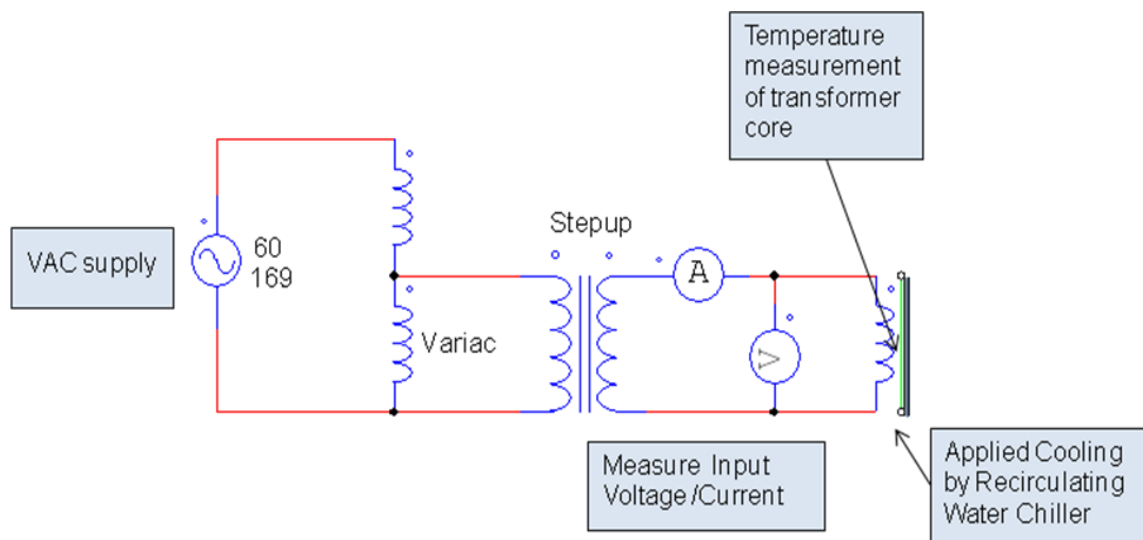 Temperature
measurement
of transformer
core
VAC supply
60
169
Stepup
A
Variac
V
Measure Input
Voltage/Current
Applied Cooling
by Recirculating
Water Chiller